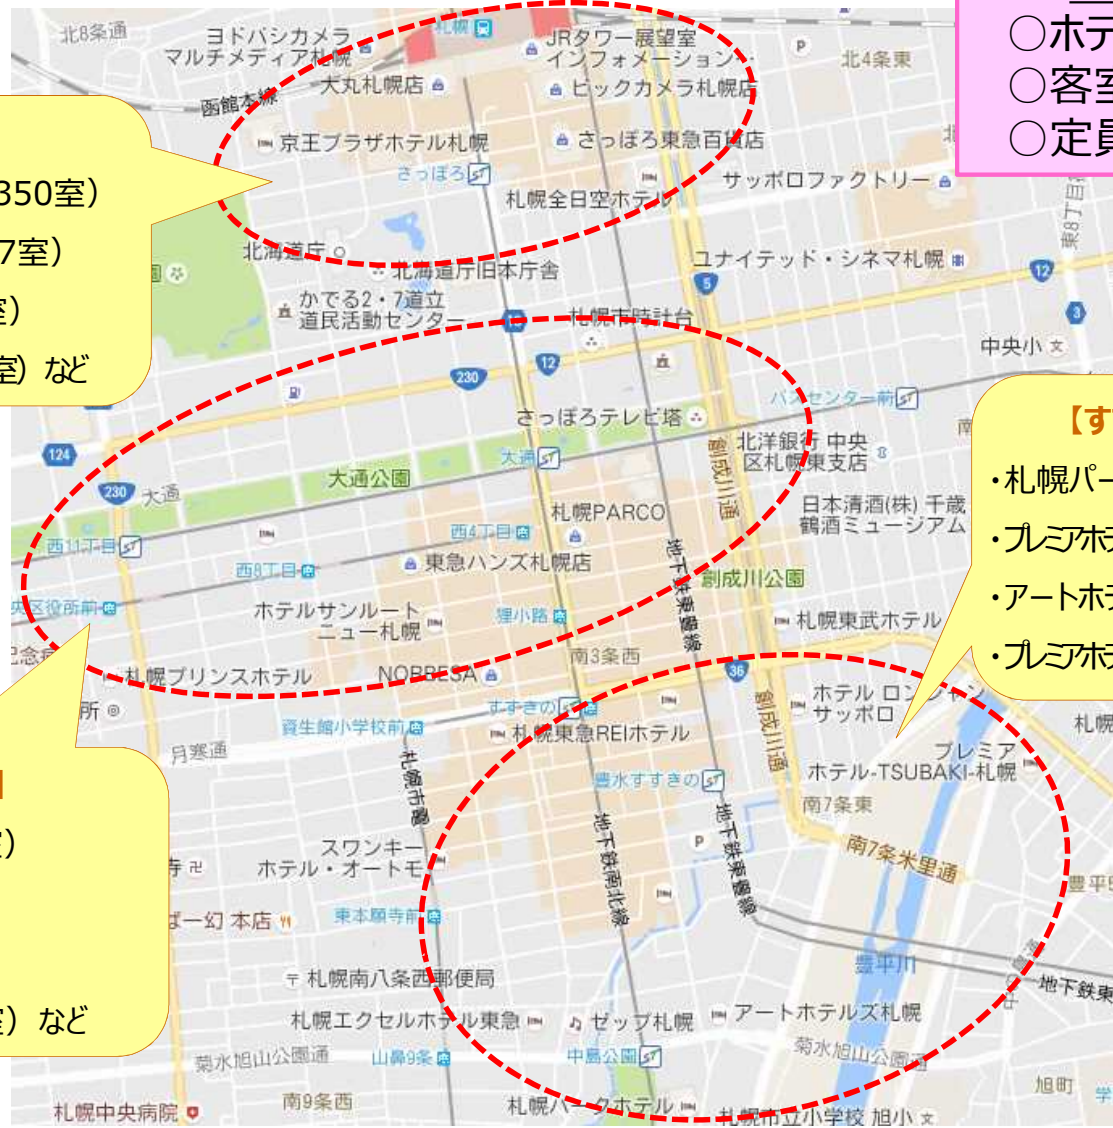 北8条通
ヨドバシカメラ
マルチメディア札幌
札幌
JRタワー展望室
インフォメーション
北4条東
○ホテ
○客室
○定員
函館本線
大丸札幌店
ビックカメラ札幌店
京王プラザホテル札幌
さっぽろ東急百貨店
さっぽろ
札幌全日空ホテル
サッポロファクトリー
東8丁目
350室）
7室）
室）
室）など
北海道庁
北海道庁旧本庁舎
ユナイテッド・シネマ札幌
園
5
12
3
かでる2・7道立
道民活動センター
札幌市時計台
中央小
12
230
さっぽろテレビ塔
バスセンター前
南
124
230
大通
大通公園
大通
北洋銀行 中央
区札幌東支店
創成川通
札幌PARCO
日本清酒(株) 千歳
鶴酒ミュージアム
【す
・札幌パー
・プレミアホテ
・アートホテ
・プレミアホテ
西11丁目
西4丁目
西8丁目
東急ハンズ札幌店
地下鉄東豊線
創成川公園
央区役所前
ホテルサンルート
ニュー札幌
狸小路
札幌東武ホテル
南3条西
札幌プリンスホテル
NORBESA
36
すすきの
創成川通
ホテル ロンシャン
サッポロ
所
資生館小学校前
札幌東急REIホテル
月寒通
札幌市電
豊水すすきの
プレミア
ホテル-TSUBAKI-札幌
札幌
南7条東
】
室）
室）など
スワンキー
ホテル・オートモ
地下鉄南北線
地下鉄東豊線
南7条米里通
寺
ばー幻 本店
東本願寺前
豊平
豊平川
札幌南八条西郵便局
地下鉄東
札幌エクセルホテル東急
ゼップ札幌
アートホテルズ札幌
菊水旭山公園通
山鼻9条
中島公園
菊水旭山公園通
旭町
学
札幌中央病院
南9条西
札幌パークホテル
札幌市立小学校 旭小